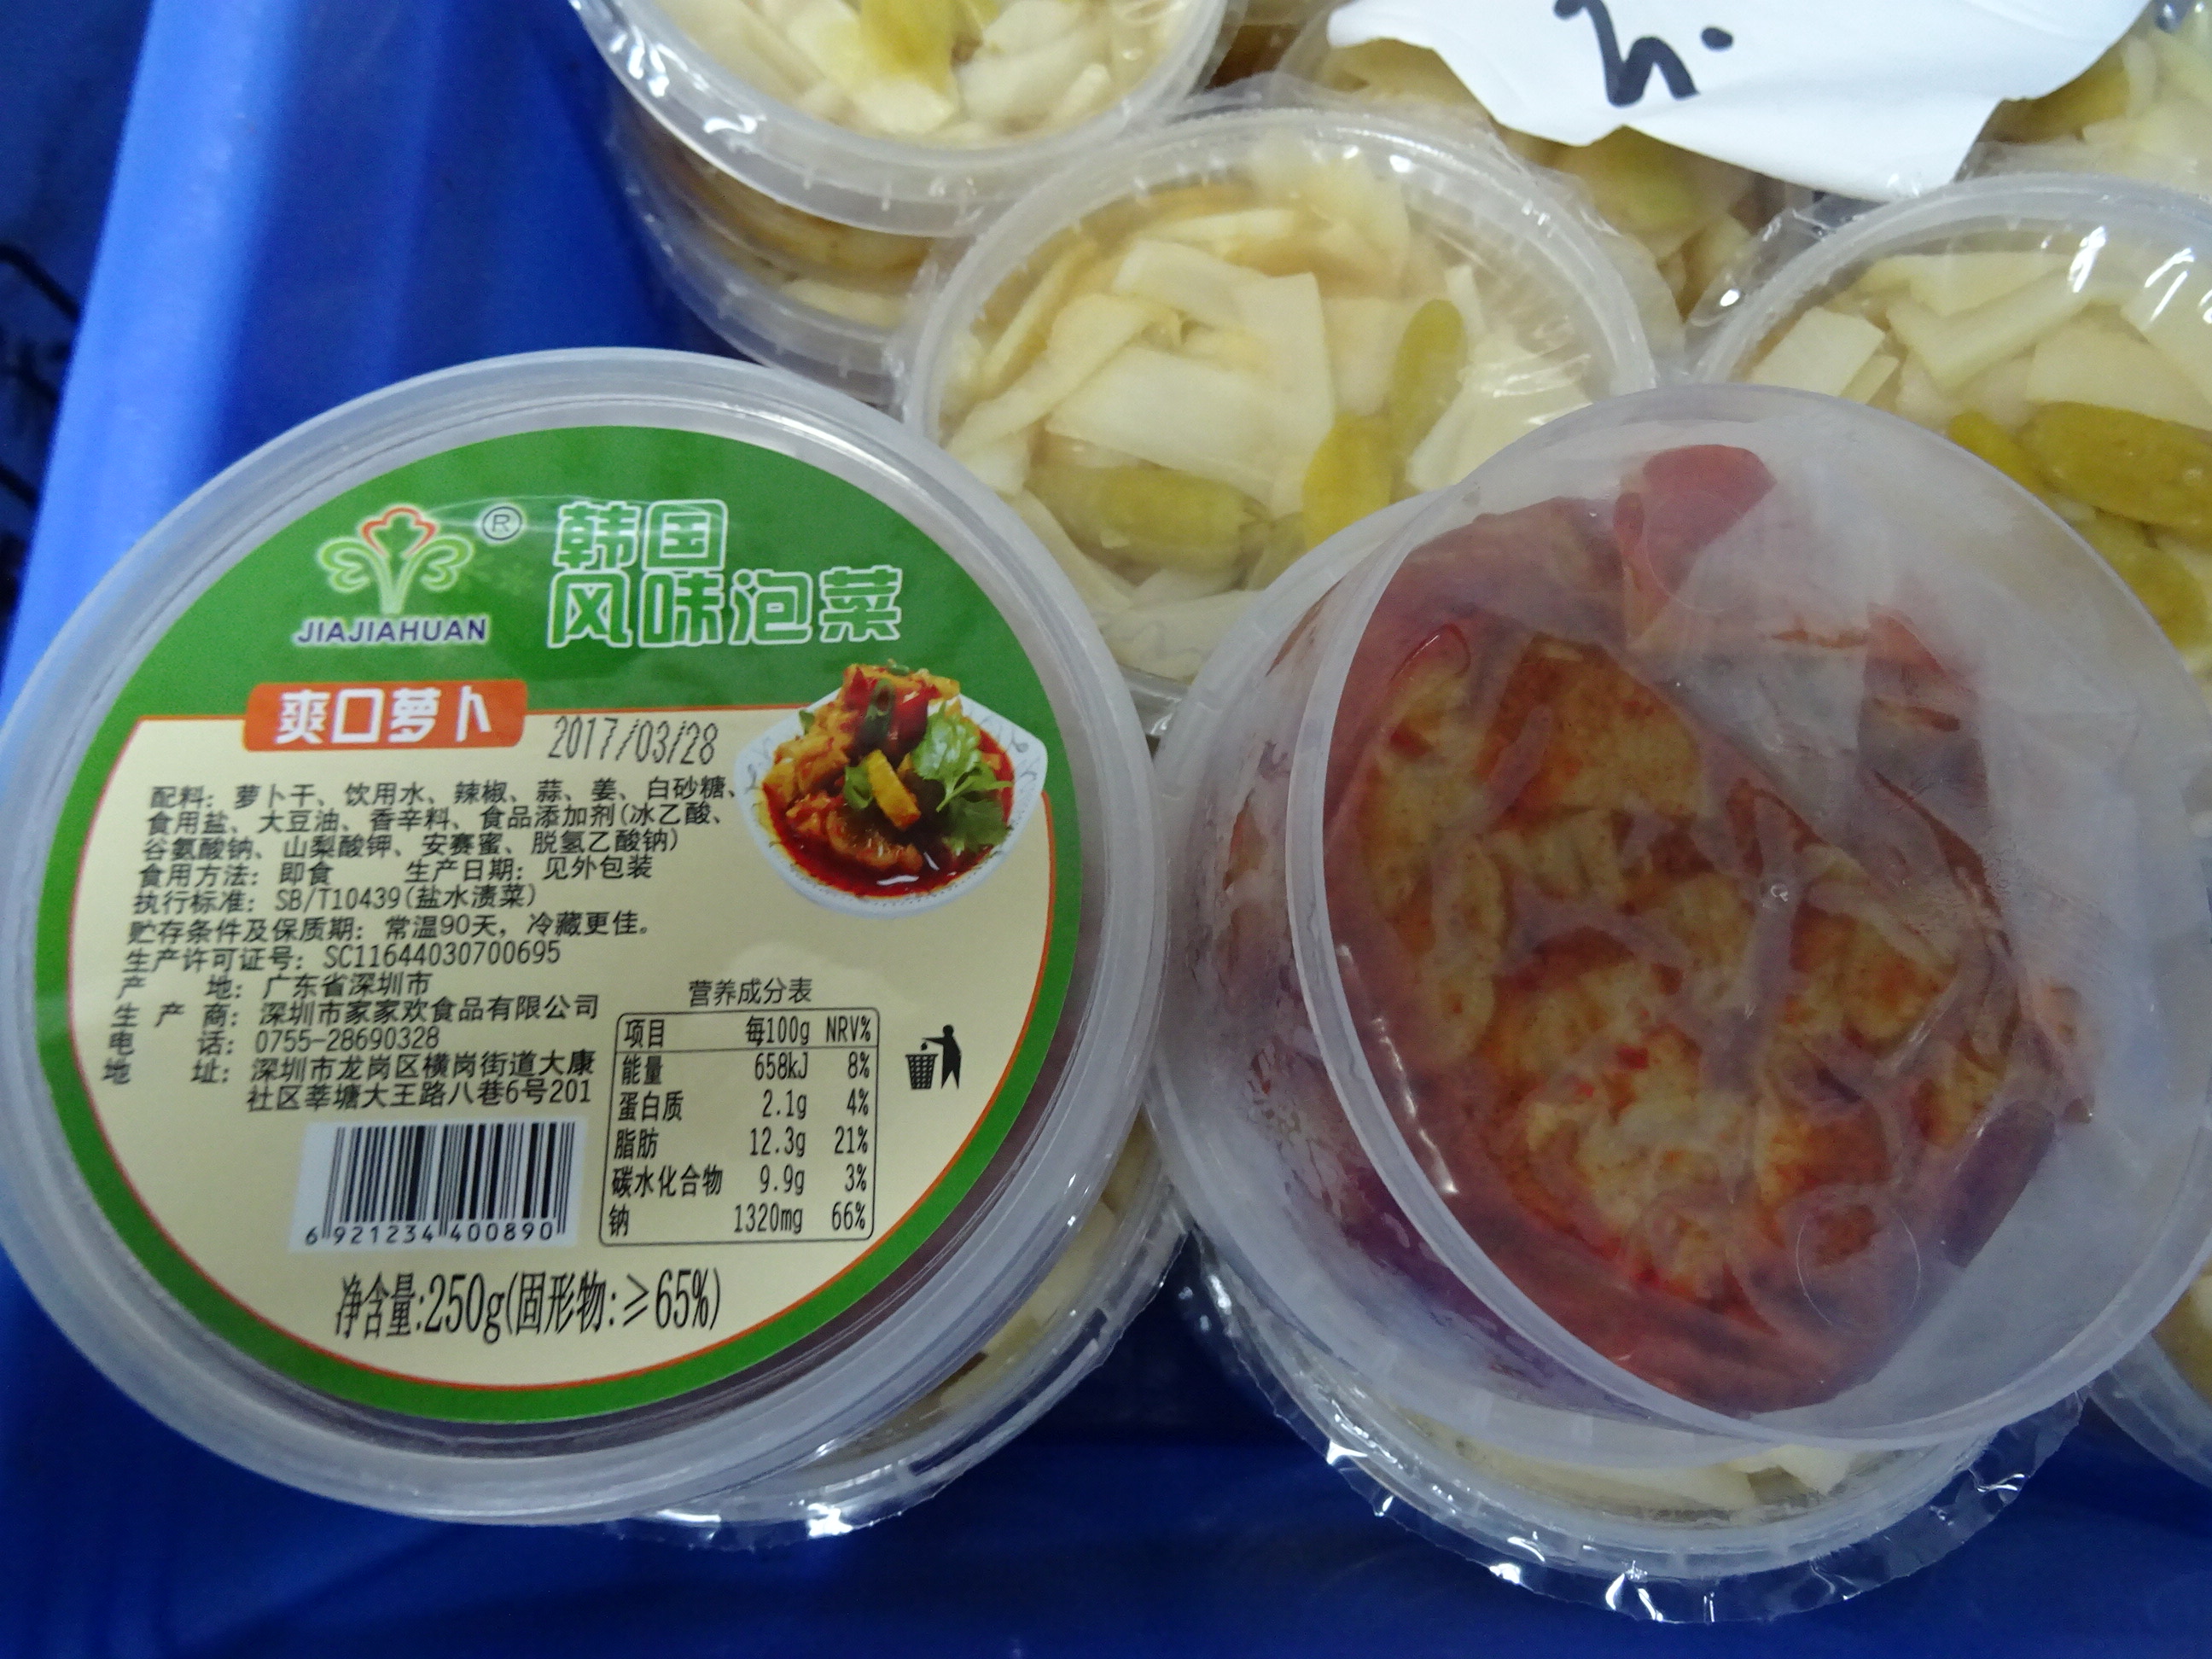 h.
®
韩国
风味泡菜
JIAJIAHUAN
爽口萝卜
2017/03/28
配料：萝卜干、饮用水、辣椒、蒜、姜、白砂糖、
食用盐、大豆油、香辛料、食品添加剂(冰乙酸、
谷氨酸钠、山梨酸钾、安赛蜜、脱氢乙酸钠)
食用方法：即食 生产日期：见外包装
执行标准：SB/T10439(盐水渍菜)
贮存条件及保质期：常温90天，冷藏更佳。
生产许可证号：SC11644030700695
产地：广东省深圳市
生产商：深圳市家家欢食品有限公司
电话：0755-28690328
地址：深圳市龙岗区横岗街道大康
社区莘塘大王路八巷6号201
营养成分表
项目 每100g NRV%
能量 658kJ 8%
蛋白质 2.1g 4%
脂肪 12.3g 21%
碳水化合物 9.9g 3%
钠 1320mg 66%
6 921234 400890
净含量:250g(固形物:≥65%)